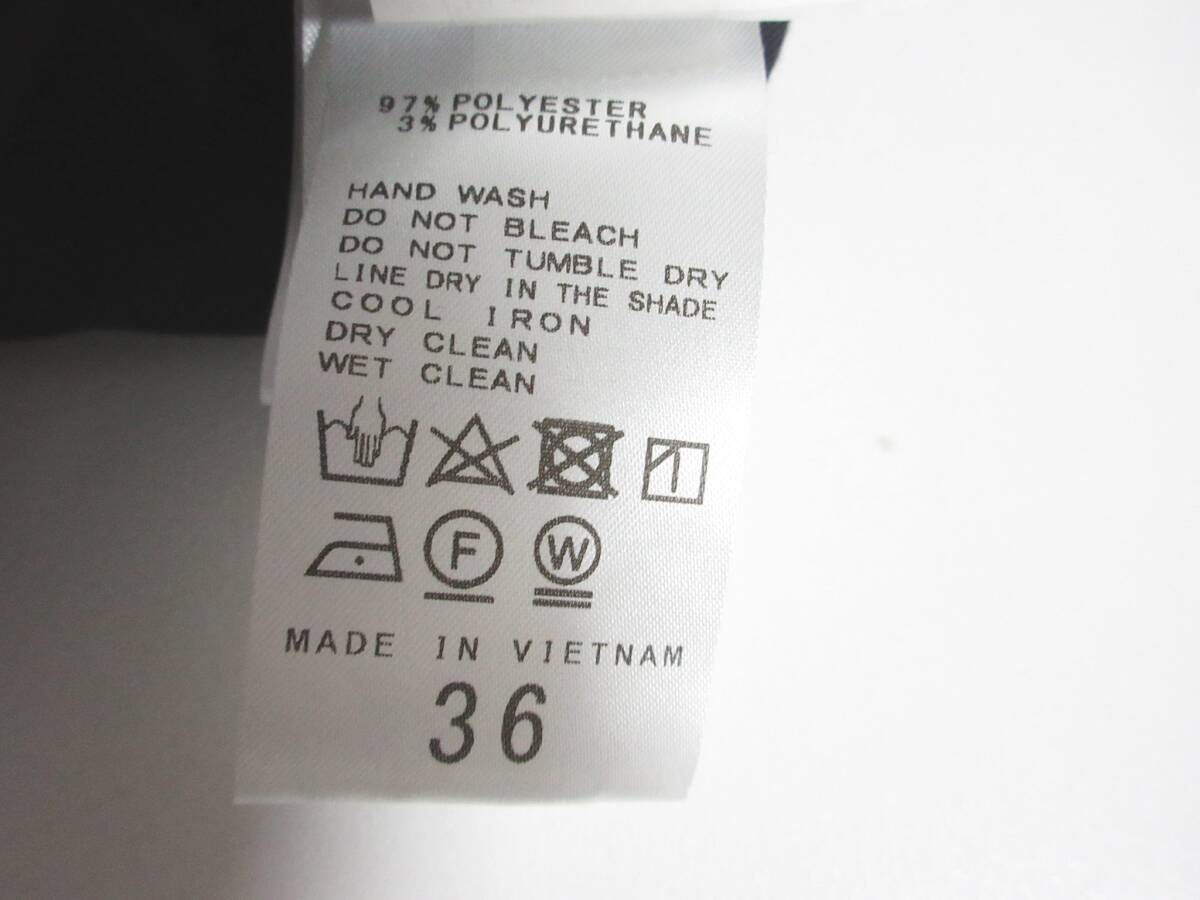 97% POLYESTER
3% POLYURETHANE
HAND WASH
DO NOT BLEACH
DO NOT TUMBLE DRY
LINE DRY IN THE SHADE
COOL IRON
DRY CLEAN
WET CLEAN
F W
MADE IN VIETNAM
36